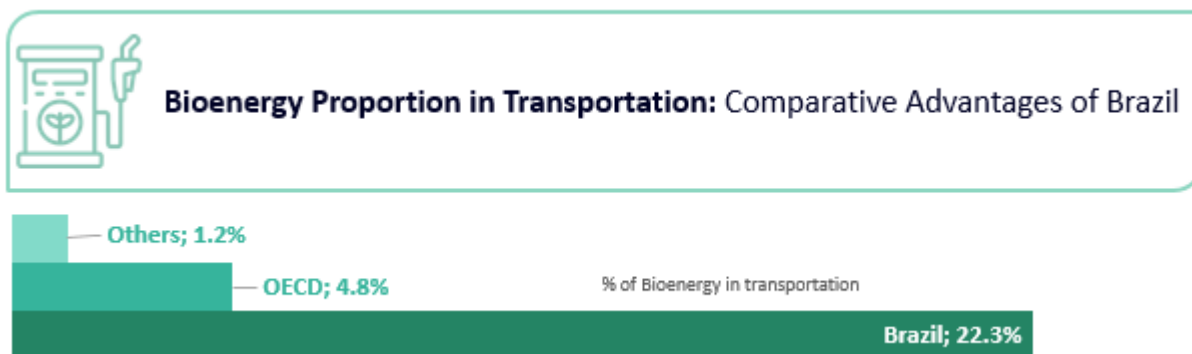 Bioenergy Proportion in Transportation: Comparative Advantages of Brazil
Others; 1.2%
OECD; 4.8%
% of Bioenergy in transportation
Brazil; 22.3%